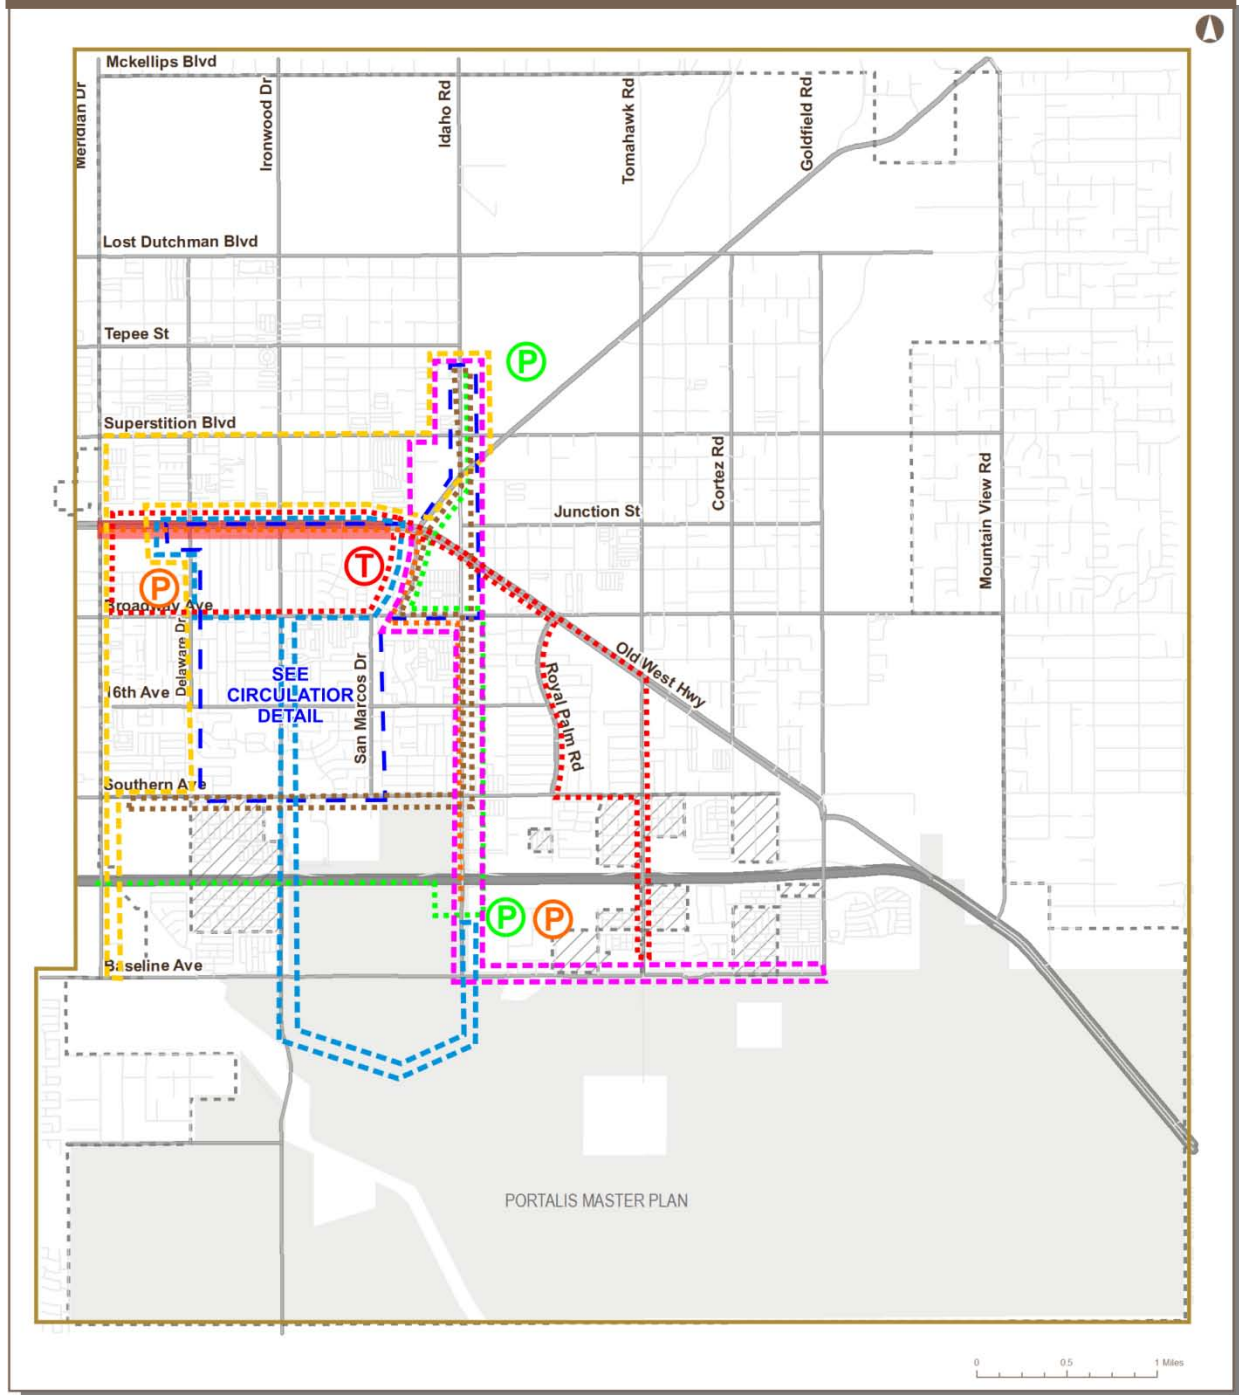 Mckellips Blvd
Meridian Dr
Ironwood Dr
Idaho Rd
Tomahawk Rd
Goldfield Rd
Lost Dutchman Blvd
Tepee St
P
Superstition Blvd
Cortez Rd
Mountain View Rd
Junction St
T
P
Broadway Ave
Delaware Dr
Old West Hwy
SEE
CIRCULATIOR
DETAIL
16th Ave
San Marcos Dr
Royal Palm Rd
Southern Ave
P
P
Baseline Ave
PORTALIS MASTER PLAN
0 0.5 1 Miles